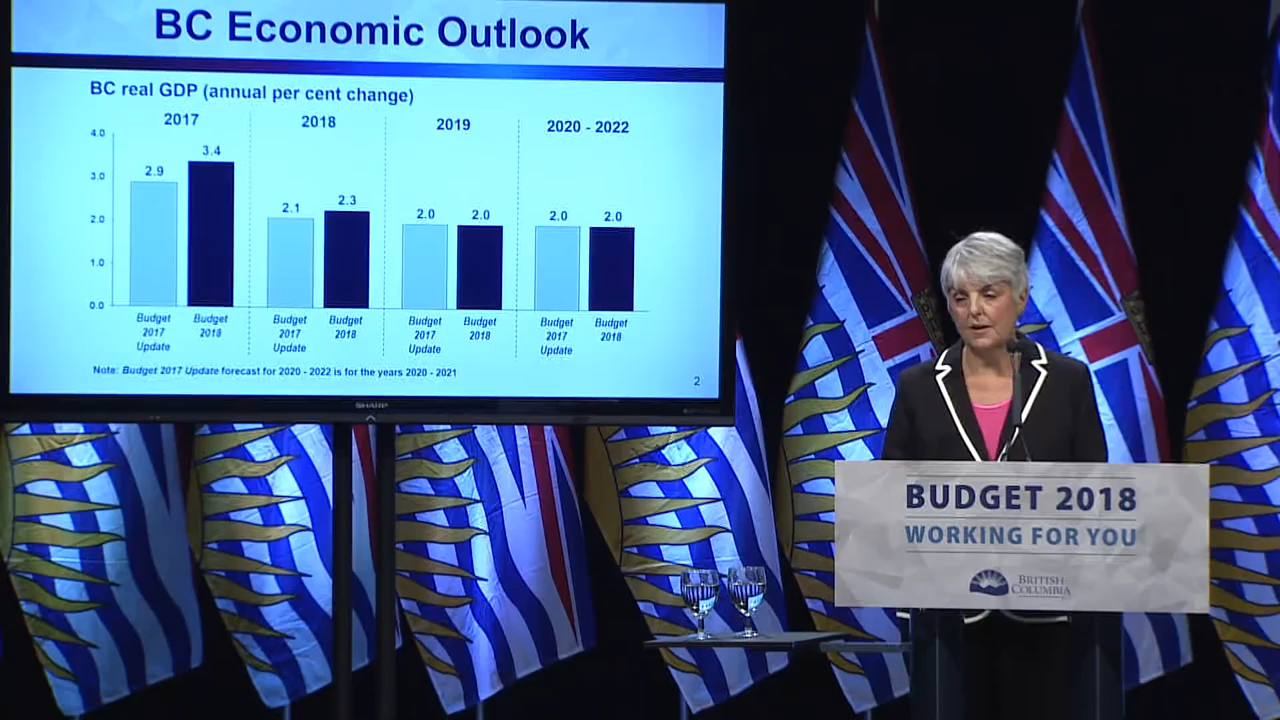 BC Economic Outlook
BC real GDP (annual per cent change)
2017 2018 2019 2020 - 2022
4.0
3.0
2.0
1.0
0.0
2.9 3.4 2.1 2.3 2.0 2.0 2.0 2.0
Budget 2017 Update
Budget 2018
Budget 2017 Update
Budget 2018
Budget 2017 Update
Budget 2018
Budget 2017 Update
Budget 2018
Note: Budget 2017 Update forecast for 2020 - 2022 is for the years 2020 - 2021
2
SHARP
BUDGET 2018
WORKING FOR YOU
BRITISH
COLUMBIA